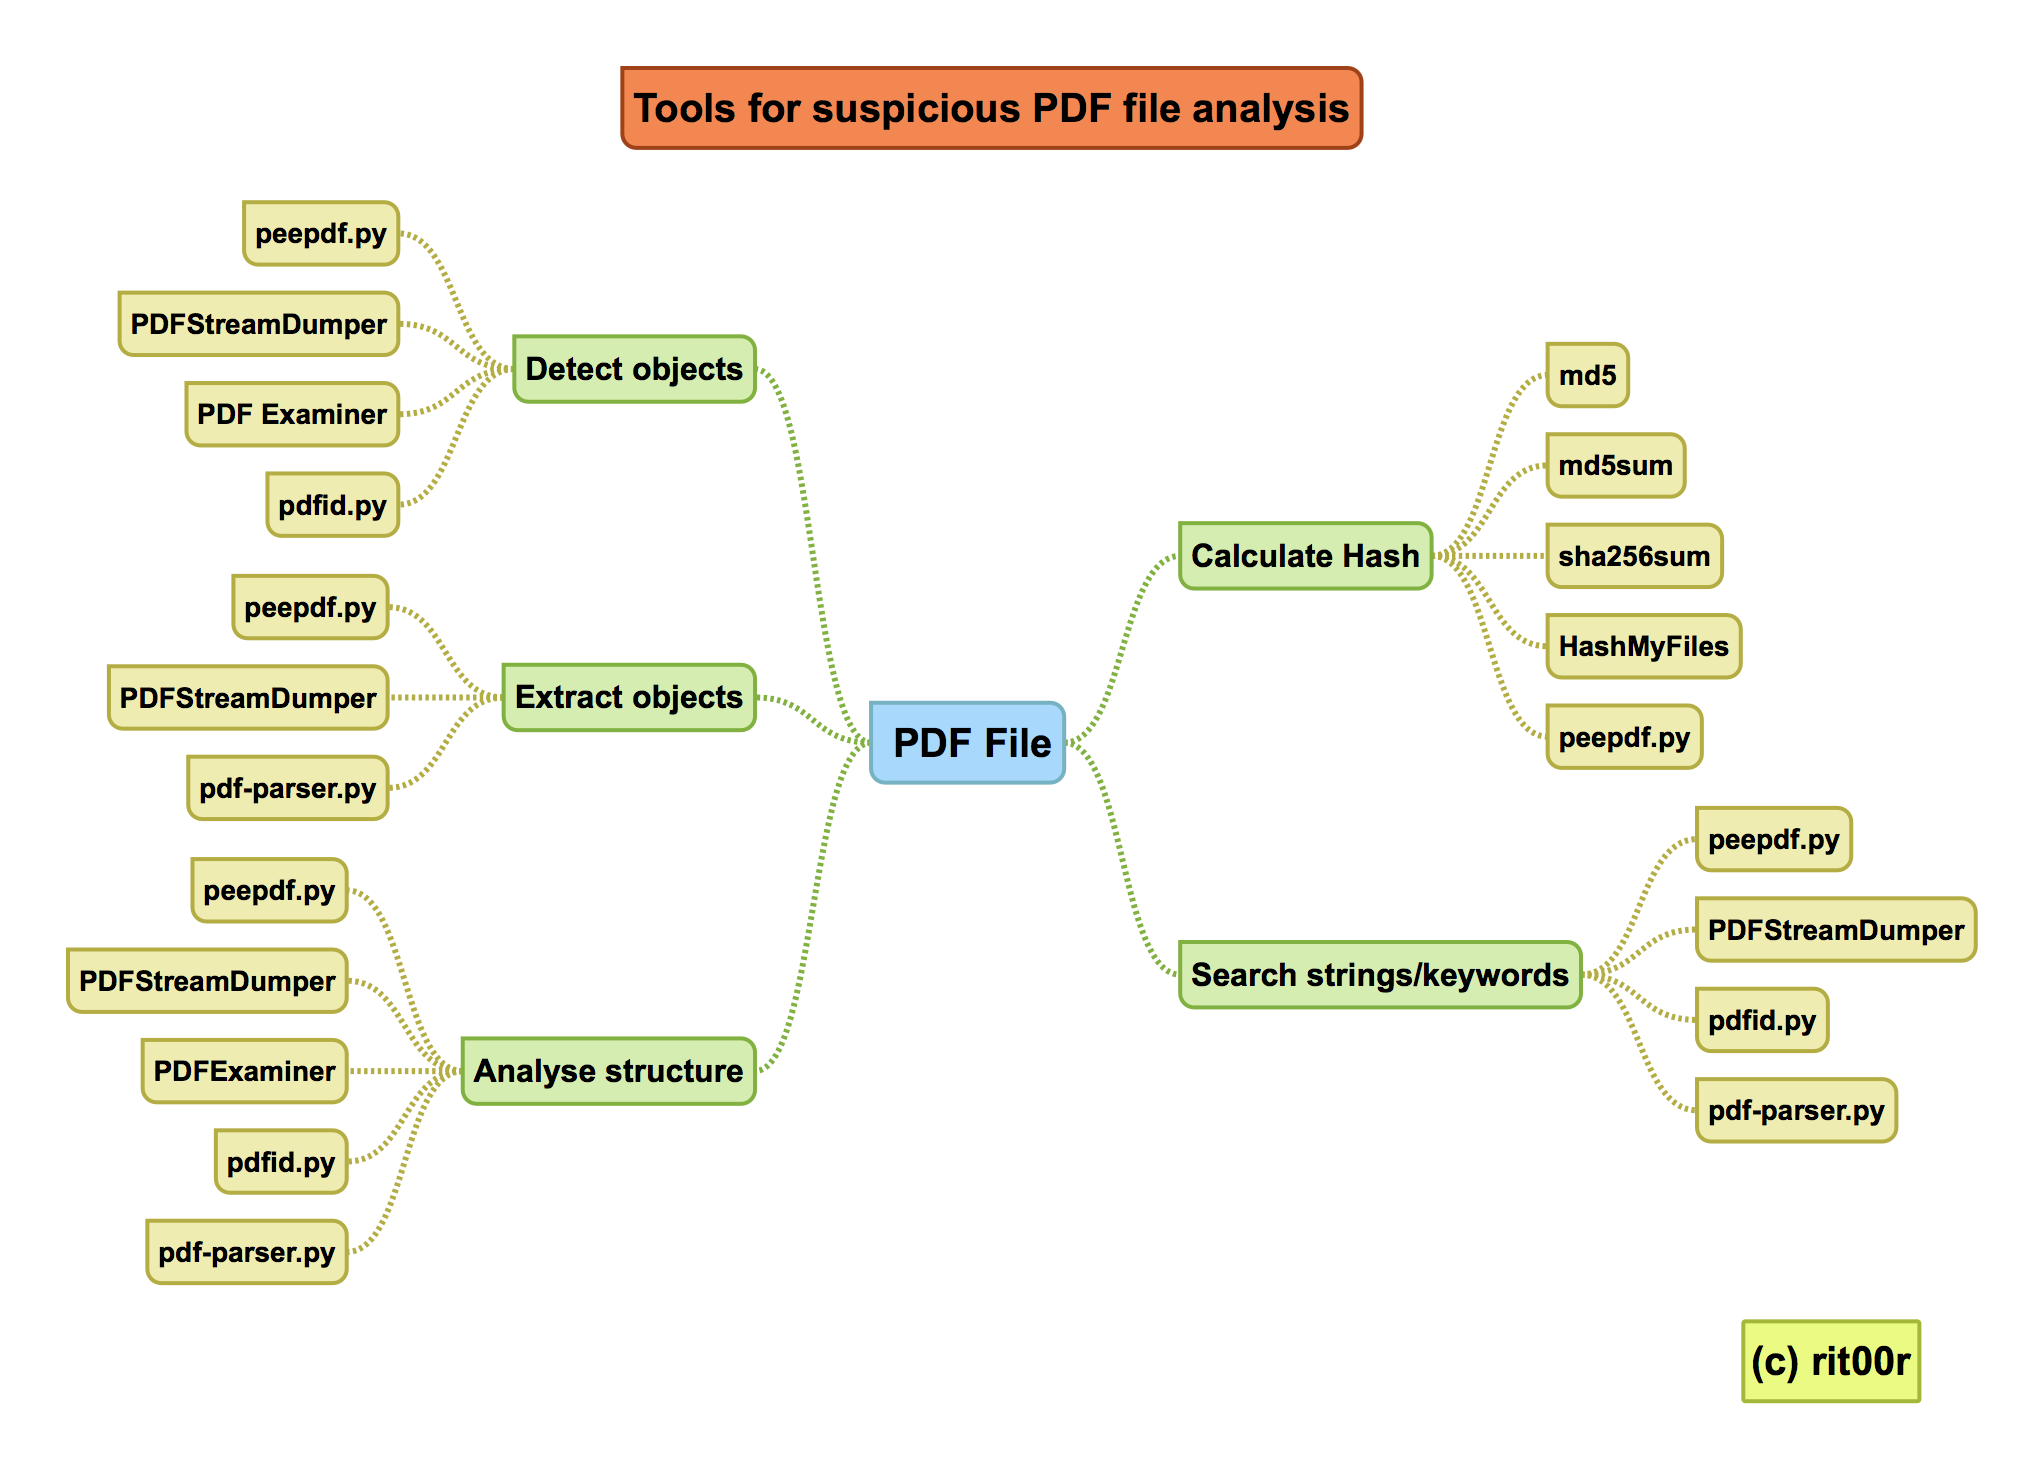 Tools for suspicious PDF file analysis
peepdf.py
PDFStreamDumper
PDF Examiner
pdfid.py
Detect objects
peepdf.py
PDFStreamDumper
pdf-parser.py
Extract objects
peepdf.py
PDFStreamDumper
PDFExaminer
pdfid.py
pdf-parser.py
Analyse structure
PDF File
Calculate Hash
md5
md5sum
sha256sum
HashMyFiles
peepdf.py
Search strings/keywords
peepdf.py
PDFStreamDumper
pdfid.py
pdf-parser.py
(c) rit00r